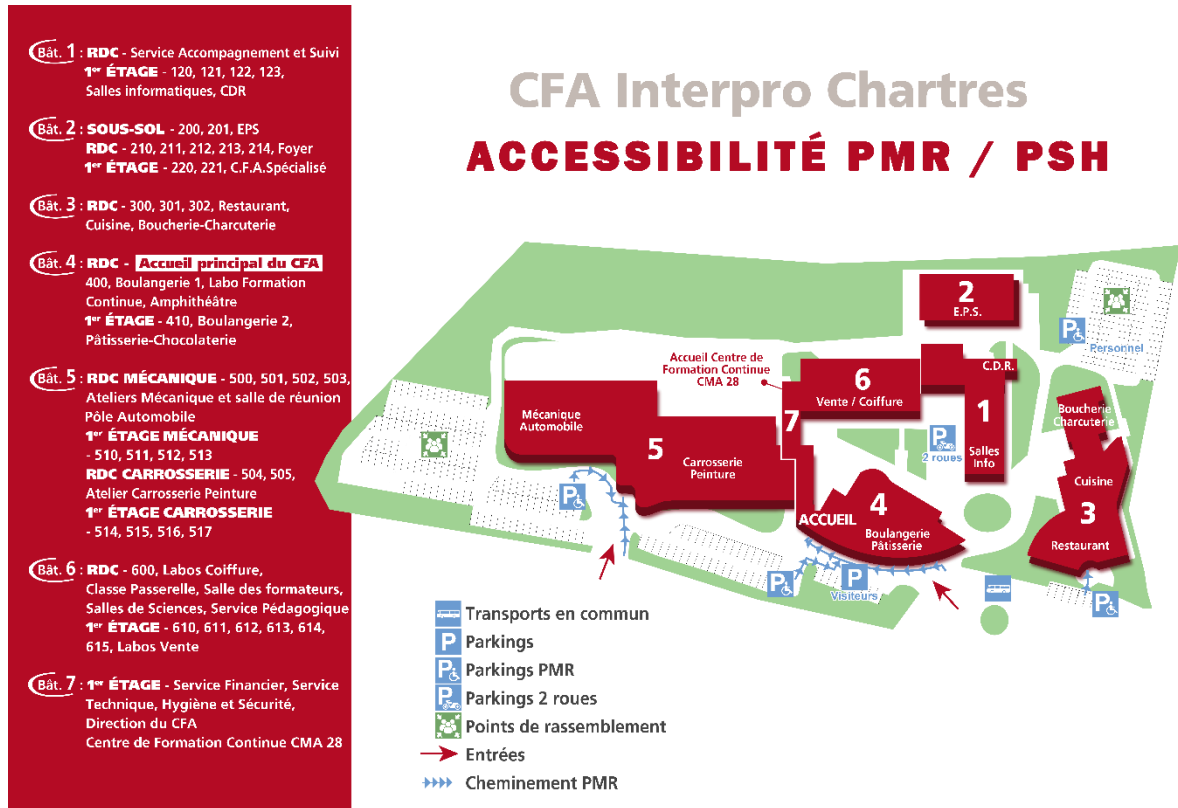 Bât. 1 : RDC - Service Accompagnement et Suivi
1er ÉTAGE - 120, 121, 122, 123,
Salles informatiques, CDR
Bât. 2 : SOUS-SOL - 200, 201, EPS
RDC - 210, 211, 212, 213, 214, Foyer
1er ÉTAGE - 220, 221, C.F.A.Spécialisé
Bât. 3 : RDC - 300, 301, 302, Restaurant,
Cuisine, Boucherie-Charcuterie
Bât. 4 : RDC - Accueil principal du CFA
400, Boulangerie 1, Labo Formation
Continue, Amphithéâtre
1er ÉTAGE - 410, Boulangerie 2,
Pâtisserie-Chocolaterie
Bât. 5 : RDC MÉCANIQUE - 500, 501, 502, 503,
Ateliers Mécanique et salle de réunion
Pôle Automobile
1er ÉTAGE MÉCANIQUE
- 510, 511, 512, 513
RDC CARROSSERIE - 504, 505,
Atelier Carrosserie Peinture
1er ÉTAGE CARROSSERIE
- 514, 515, 516, 517
Bât. 6 : RDC - 600, Labos Coiffure,
Classe Passerelle, Salle des formateurs,
Salles de Sciences, Service Pédagogique
1er ÉTAGE - 610, 611, 612, 613, 614,
615, Labos Vente
Bât. 7 : 1er ÉTAGE - Service Financier, Service
Technique, Hygiène et Sécurité,
Direction du CFA
Centre de Formation Continue CMA 28
CFA Interpro Chartres
ACCESSIBILITÉ PMR / PSH
2
E.P.S.
P
Personnel
Accueil Centre de
Formation Continue
CMA 28
6
Vente / Coiffure
C.D.R.
1
Salles
Info
P
2 roues
7
Mécanique
Automobile
5
Carrosserie
Peinture
Boucherie
Charcuterie
Cuisine
3
Restaurant
4
ACCUEIL
Boulangerie
Pâtisserie
P
P
P
Visiteurs
P
Transports en commun
P Parkings
P Parkings PMR
P Parkings 2 roues
Points de rassemblement
Entrées
Cheminement PMR